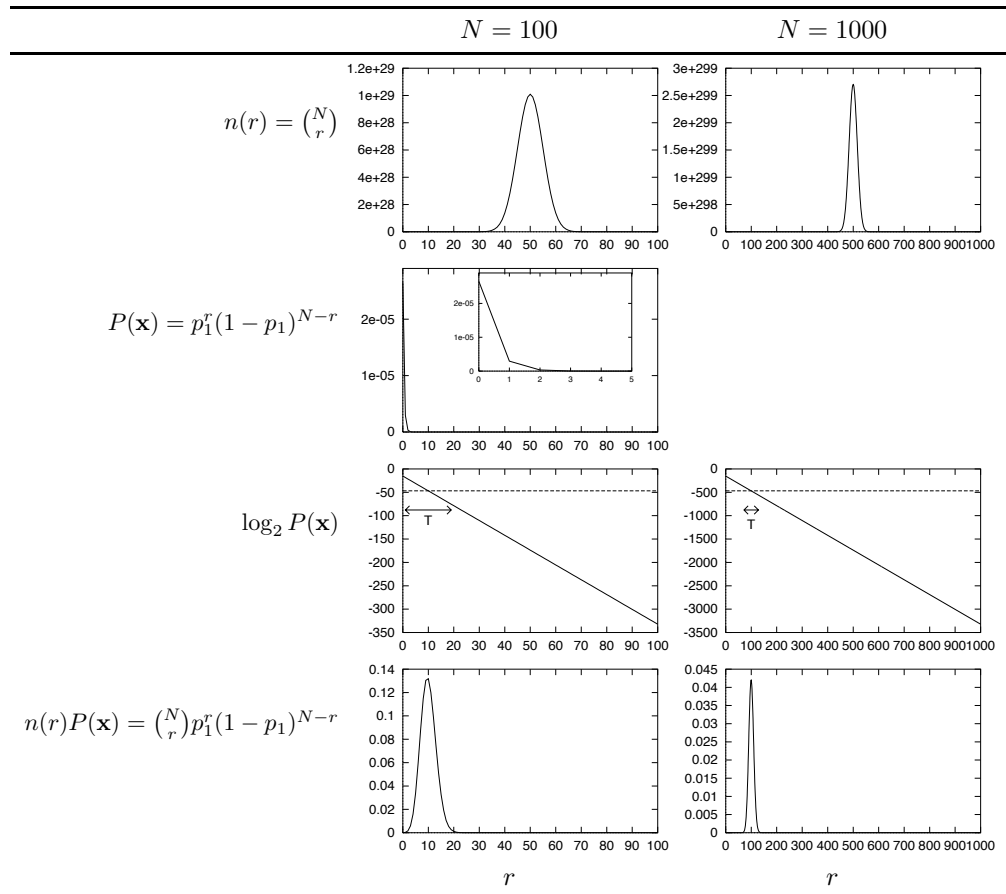 N = 100 N = 1000
n(r) = (N r)
1.2e+29
1e+29
8e+28
6e+28
4e+28
2e+28
0
0 10 20 30 40 50 60 70 80 90 100
3e+299
2.5e+299
2e+299
1.5e+299
1e+299
5e+298
0
0 100 200 300 400 500 600 700 800 9001000
P(x) = p₁ʳ(1 − p₁)ᴺ⁻ʳ
2e-05
1e-05
0
0 10 20 30 40 50 60 70 80 90 100
2e-05
1e-05
0
0 1 2 3 4 5
log₂ P(x)
0
-50
-100
-150
-200
-250
-300
-350
T
0 10 20 30 40 50 60 70 80 90 100
0
-500
-1000
-1500
-2000
-2500
-3000
-3500
T
0 100 200 300 400 500 600 700 800 9001000
n(r)P(x) = (N r)p₁ʳ(1 − p₁)ᴺ⁻ʳ
0.14
0.12
0.1
0.08
0.06
0.04
0.02
0
0 10 20 30 40 50 60 70 80 90 100
0.045
0.04
0.035
0.03
0.025
0.02
0.015
0.01
0.005
0
0 100 200 300 400 500 600 700 800 9001000
r r